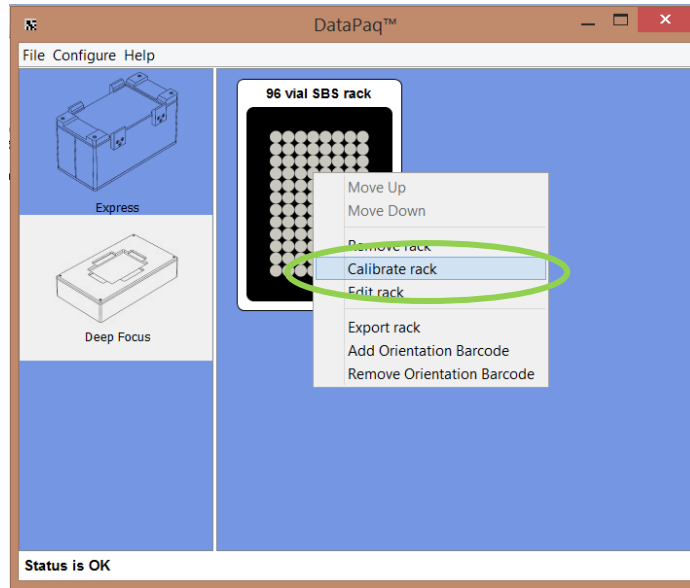 DataPaq™
File Configure Help
Express
Deep Focus
96 vial SBS rack
Move Up
Move Down
Remove rack
Calibrate rack
Edit rack
Export rack
Add Orientation Barcode
Remove Orientation Barcode
Status is OK